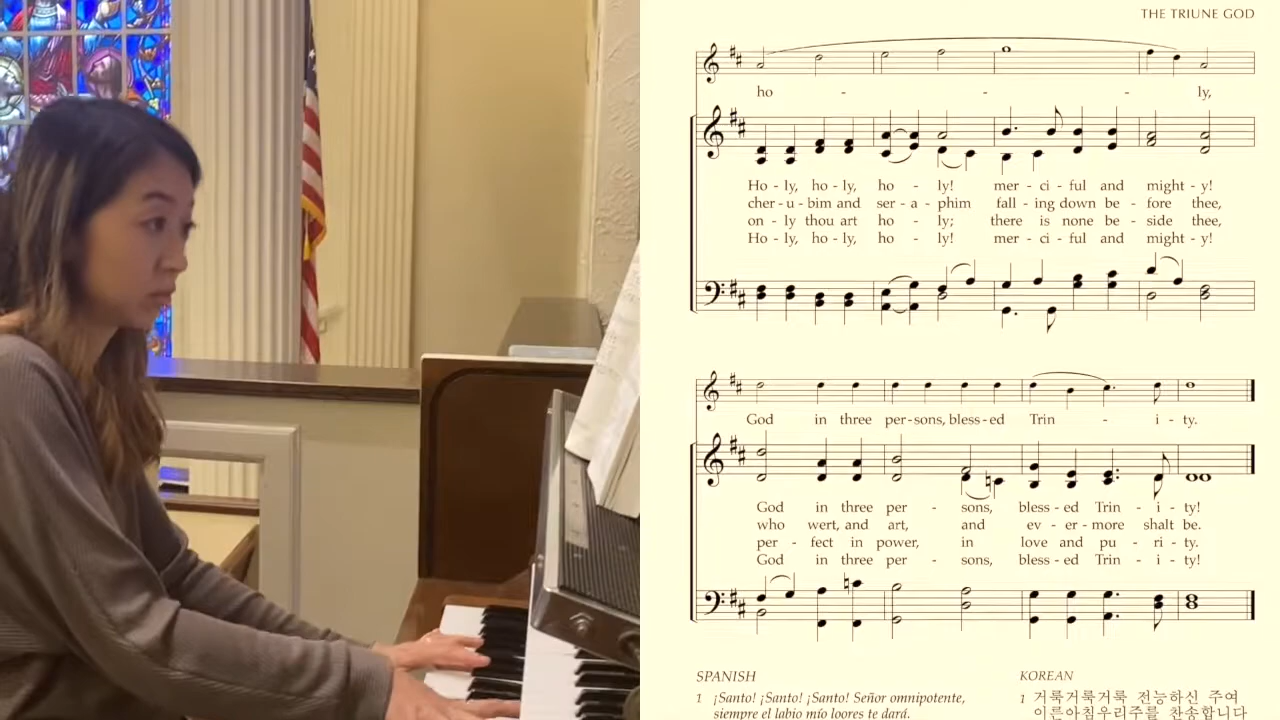 THE TRIUNE GOD
ho - - - ly,
Ho - ly, ho - ly, ho - ly! mer - ci - ful and might - y!
cher - u - bim and ser - a - phim fall - ing down be - fore thee,
on - ly thou art ho - ly; there is none be - side thee,
Ho - ly, ho - ly, ho - ly! mer - ci - ful and might - y!
God in three per - sons, bless - ed Trin - i - ty.
God in three per - sons, bless - ed Trin - i - ty!
who wert, and art, and ev - er - more shalt be.
per - fect in power, in love and pu - ri - ty.
God in three per - sons, bless - ed Trin - i - ty!
SPANISH
1 ¡Santo! ¡Santo! ¡Santo! Señor omnipotente,
siempre el labio mío loores te dará.
KOREAN
1 거룩거룩거룩 전능하신 주여
이른아침우리주를 찬송합니다